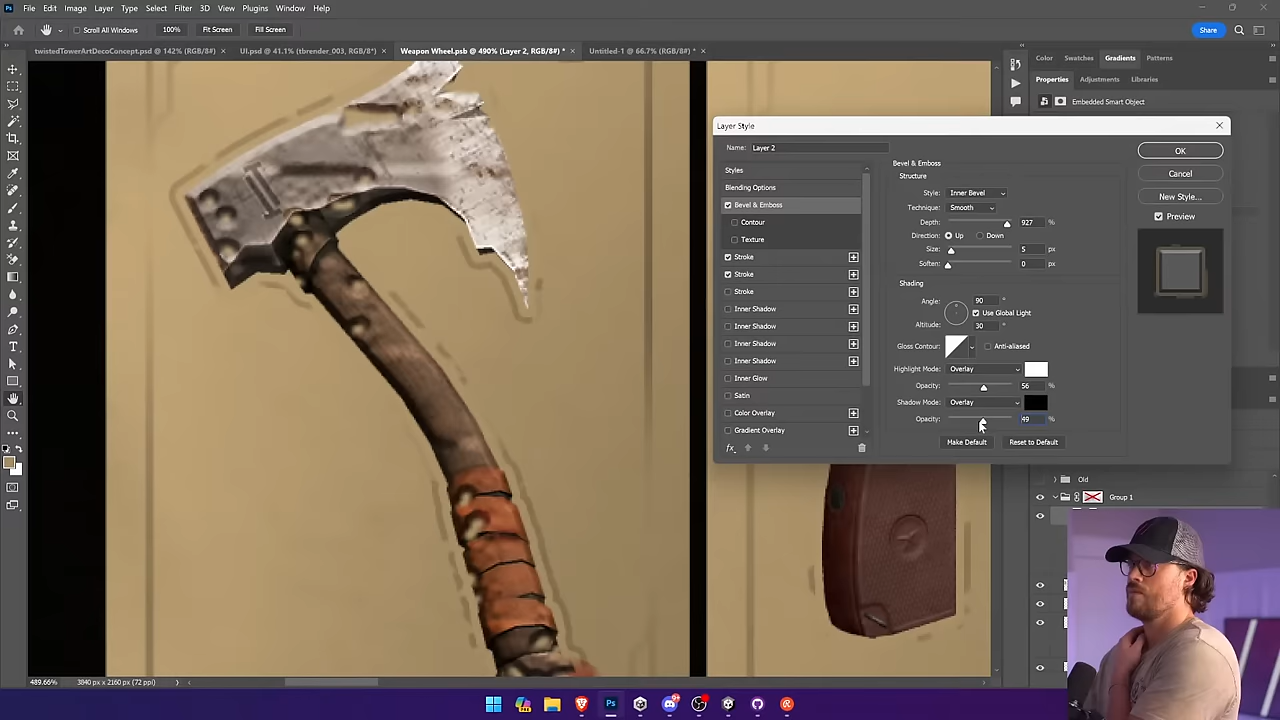 File Edit Image Layer Type Select Filter 3D View Plugins Window Help
Scroll All Windows 100% Fit Screen Fill Screen Share
twistedTowerArtDecoConcept.psd @ 142% (RGB/8#) × UI.psd @ 41.1% (tbrender_003, RGB/8#) × Weapon Wheel.psb @ 490% (Layer 2, RGB/8#) * × Untitled-1 @ 66.7% (RGB/8#) * ×
Color Swatches Gradients Patterns
Properties Adjustments Libraries
Embedded Smart Object
Layer Style
Name: Layer 2
Styles
Blending Options
Bevel & Emboss
Contour
Texture
Stroke
Stroke
Stroke
Inner Shadow
Inner Shadow
Inner Shadow
Inner Shadow
Inner Glow
Satin
Color Overlay
Gradient Overlay
fx
Bevel & Emboss
Structure
Style: Inner Bevel
Technique: Smooth
Depth: 927 %
Direction: Up Down
Size: 5 px
Soften: 0 px
Shading
Angle: 90 °
Use Global Light
Altitude: 30 °
Gloss Contour: Anti-aliased
Highlight Mode: Overlay
Opacity: 56 %
Shadow Mode: Overlay
Opacity: 49 %
Make Default Reset to Default
OK
Cancel
New Style...
Preview
Old
Group 1
489.66% 3840 px x 2160 px (72 ppi)